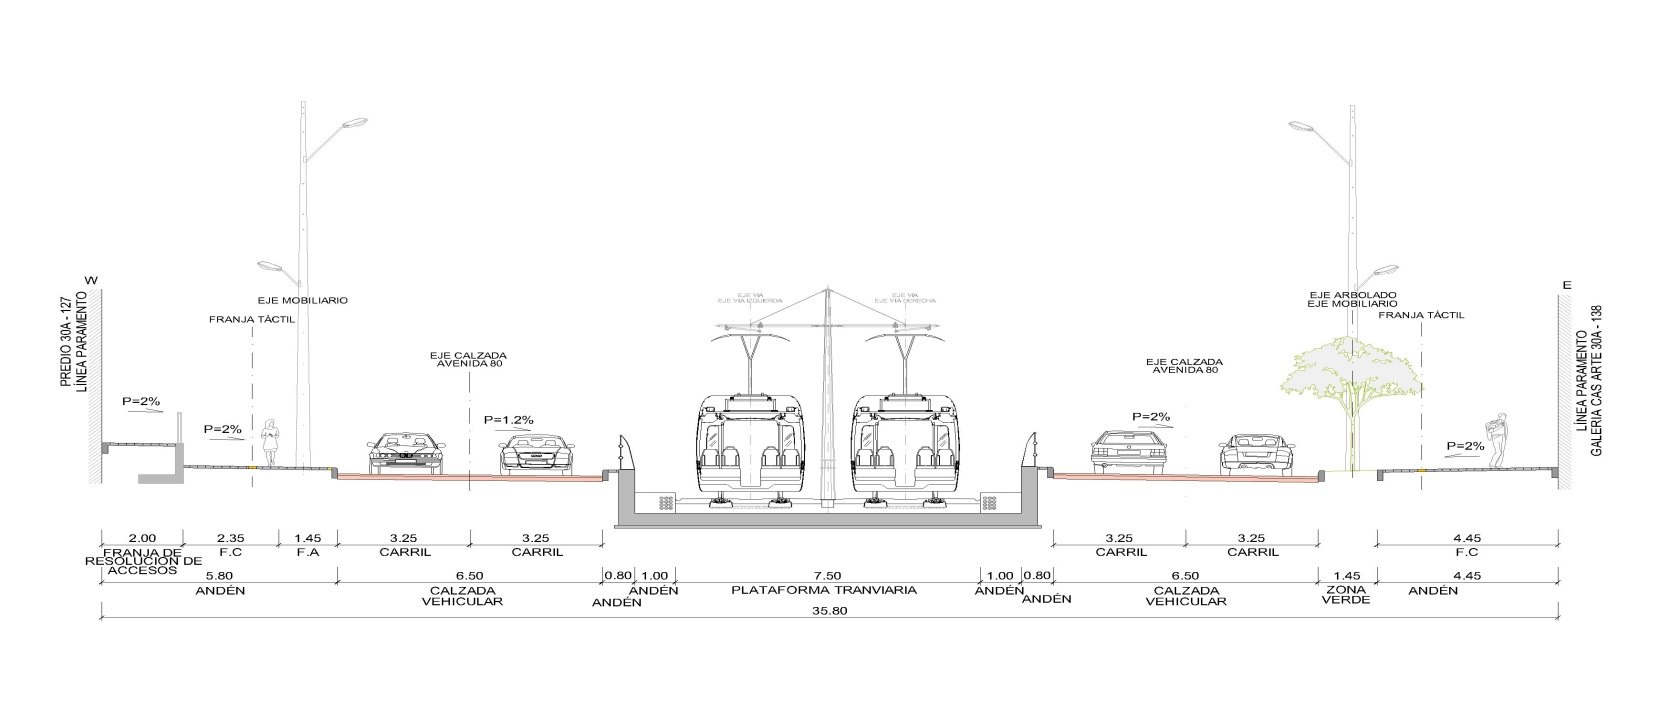 W
PREDIO 30A - 127
LÍNEA PARAMENTO
EJE MOBILIARIO
FRANJA TÀCTIL
P=2%
P=2%
EJE CALZADA
AVENIDA 80
P=1.2%
EJE VIA
EJE VIA IZQUIERDA
EJE VIA
EJE VIA DERECHA
EJE CALZADA
AVENIDA 80
P=2%
EJE ARBOLADO
EJE MOBILIARIO
FRANJA TÀCTIL
P=2%
E
LÍNEA PARAMENTO
GALERIA CAS ARTE 30A - 138
2.00 2.35 1.45 3.25 3.25 3.25 3.25 4.45
FRANJA DE
RESOLUCION DE
ACCESOS
F.C F.A CARRIL CARRIL CARRIL CARRIL F.C
5.80 6.50 0.80 1.00 7.50 1.00 0.80 6.50 1.45 4.45
ANDÉN
CALZADA
VEHICULAR
ANDÉN
ANDÉN
PLATAFORMA TRANVIARIA
ANDÉN
ANDÉN
CALZADA
VEHICULAR
ZONA
VERDE
ANDÉN
35.80